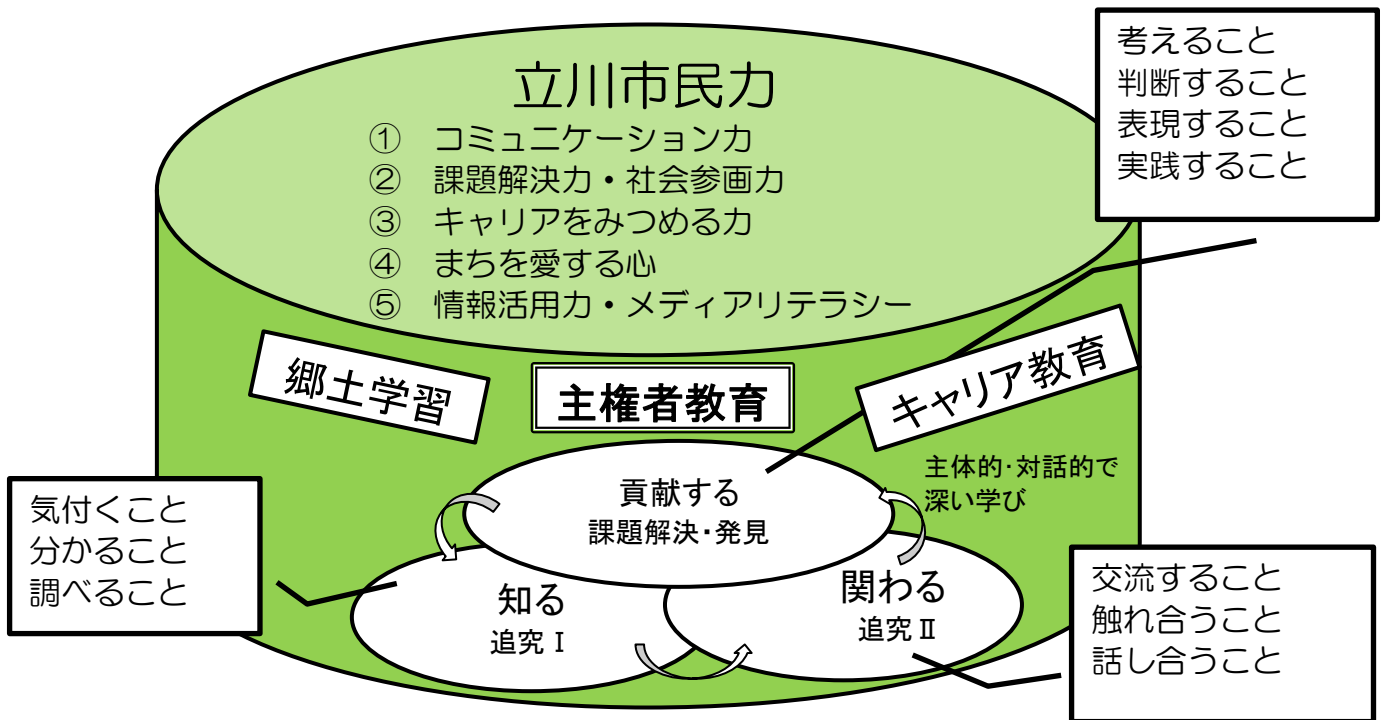 立川市民力
① コミュニケーション力
② 課題解決力・社会参画力
③ キャリアをみつめる力
④ まちを愛する心
⑤ 情報活用力・メディアリテラシー
考えること
判断すること
表現すること
実践すること
郷土学習
主権者教育
キャリア教育
主体的・対話的で
深い学び
貢献する
課題解決・発見
気付くこと
分かること
調べること
知る
追究Ⅰ
関わる
追究Ⅱ
交流すること
触れ合うこと
話し合うこと